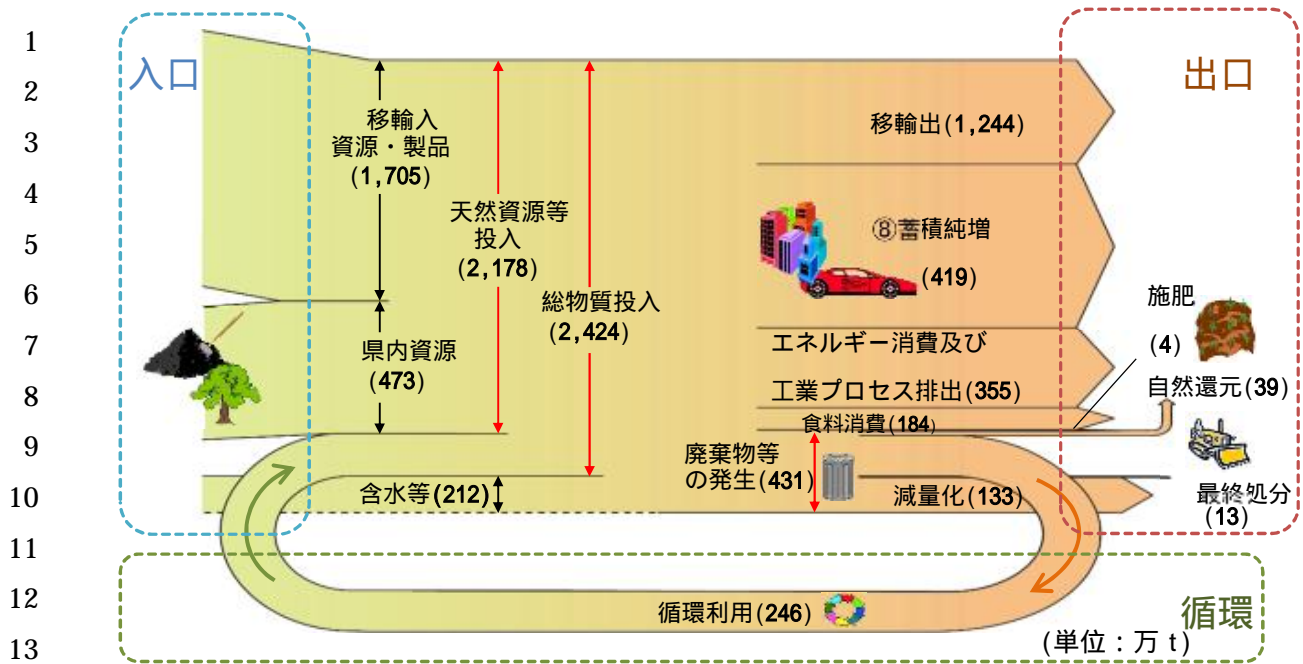 1
2
3
4
5
6
7
8
9
10
11
12
13
入口
出口
移輸入
資源・製品
(1,705)
天然資源等
投入
(2,178)
総物質投入
(2,424)
県内資源
(473)
含水等(212)
移輸出(1,244)
⑧蓄積純増
(419)
エネルギー消費及び
工業プロセス排出(355)
食料消費(184)
廃棄物等
の発生(431)
減量化(133)
施肥
(4)
自然還元(39)
最終処分
(13)
循環利用(246)
循環
(単位：万 t)